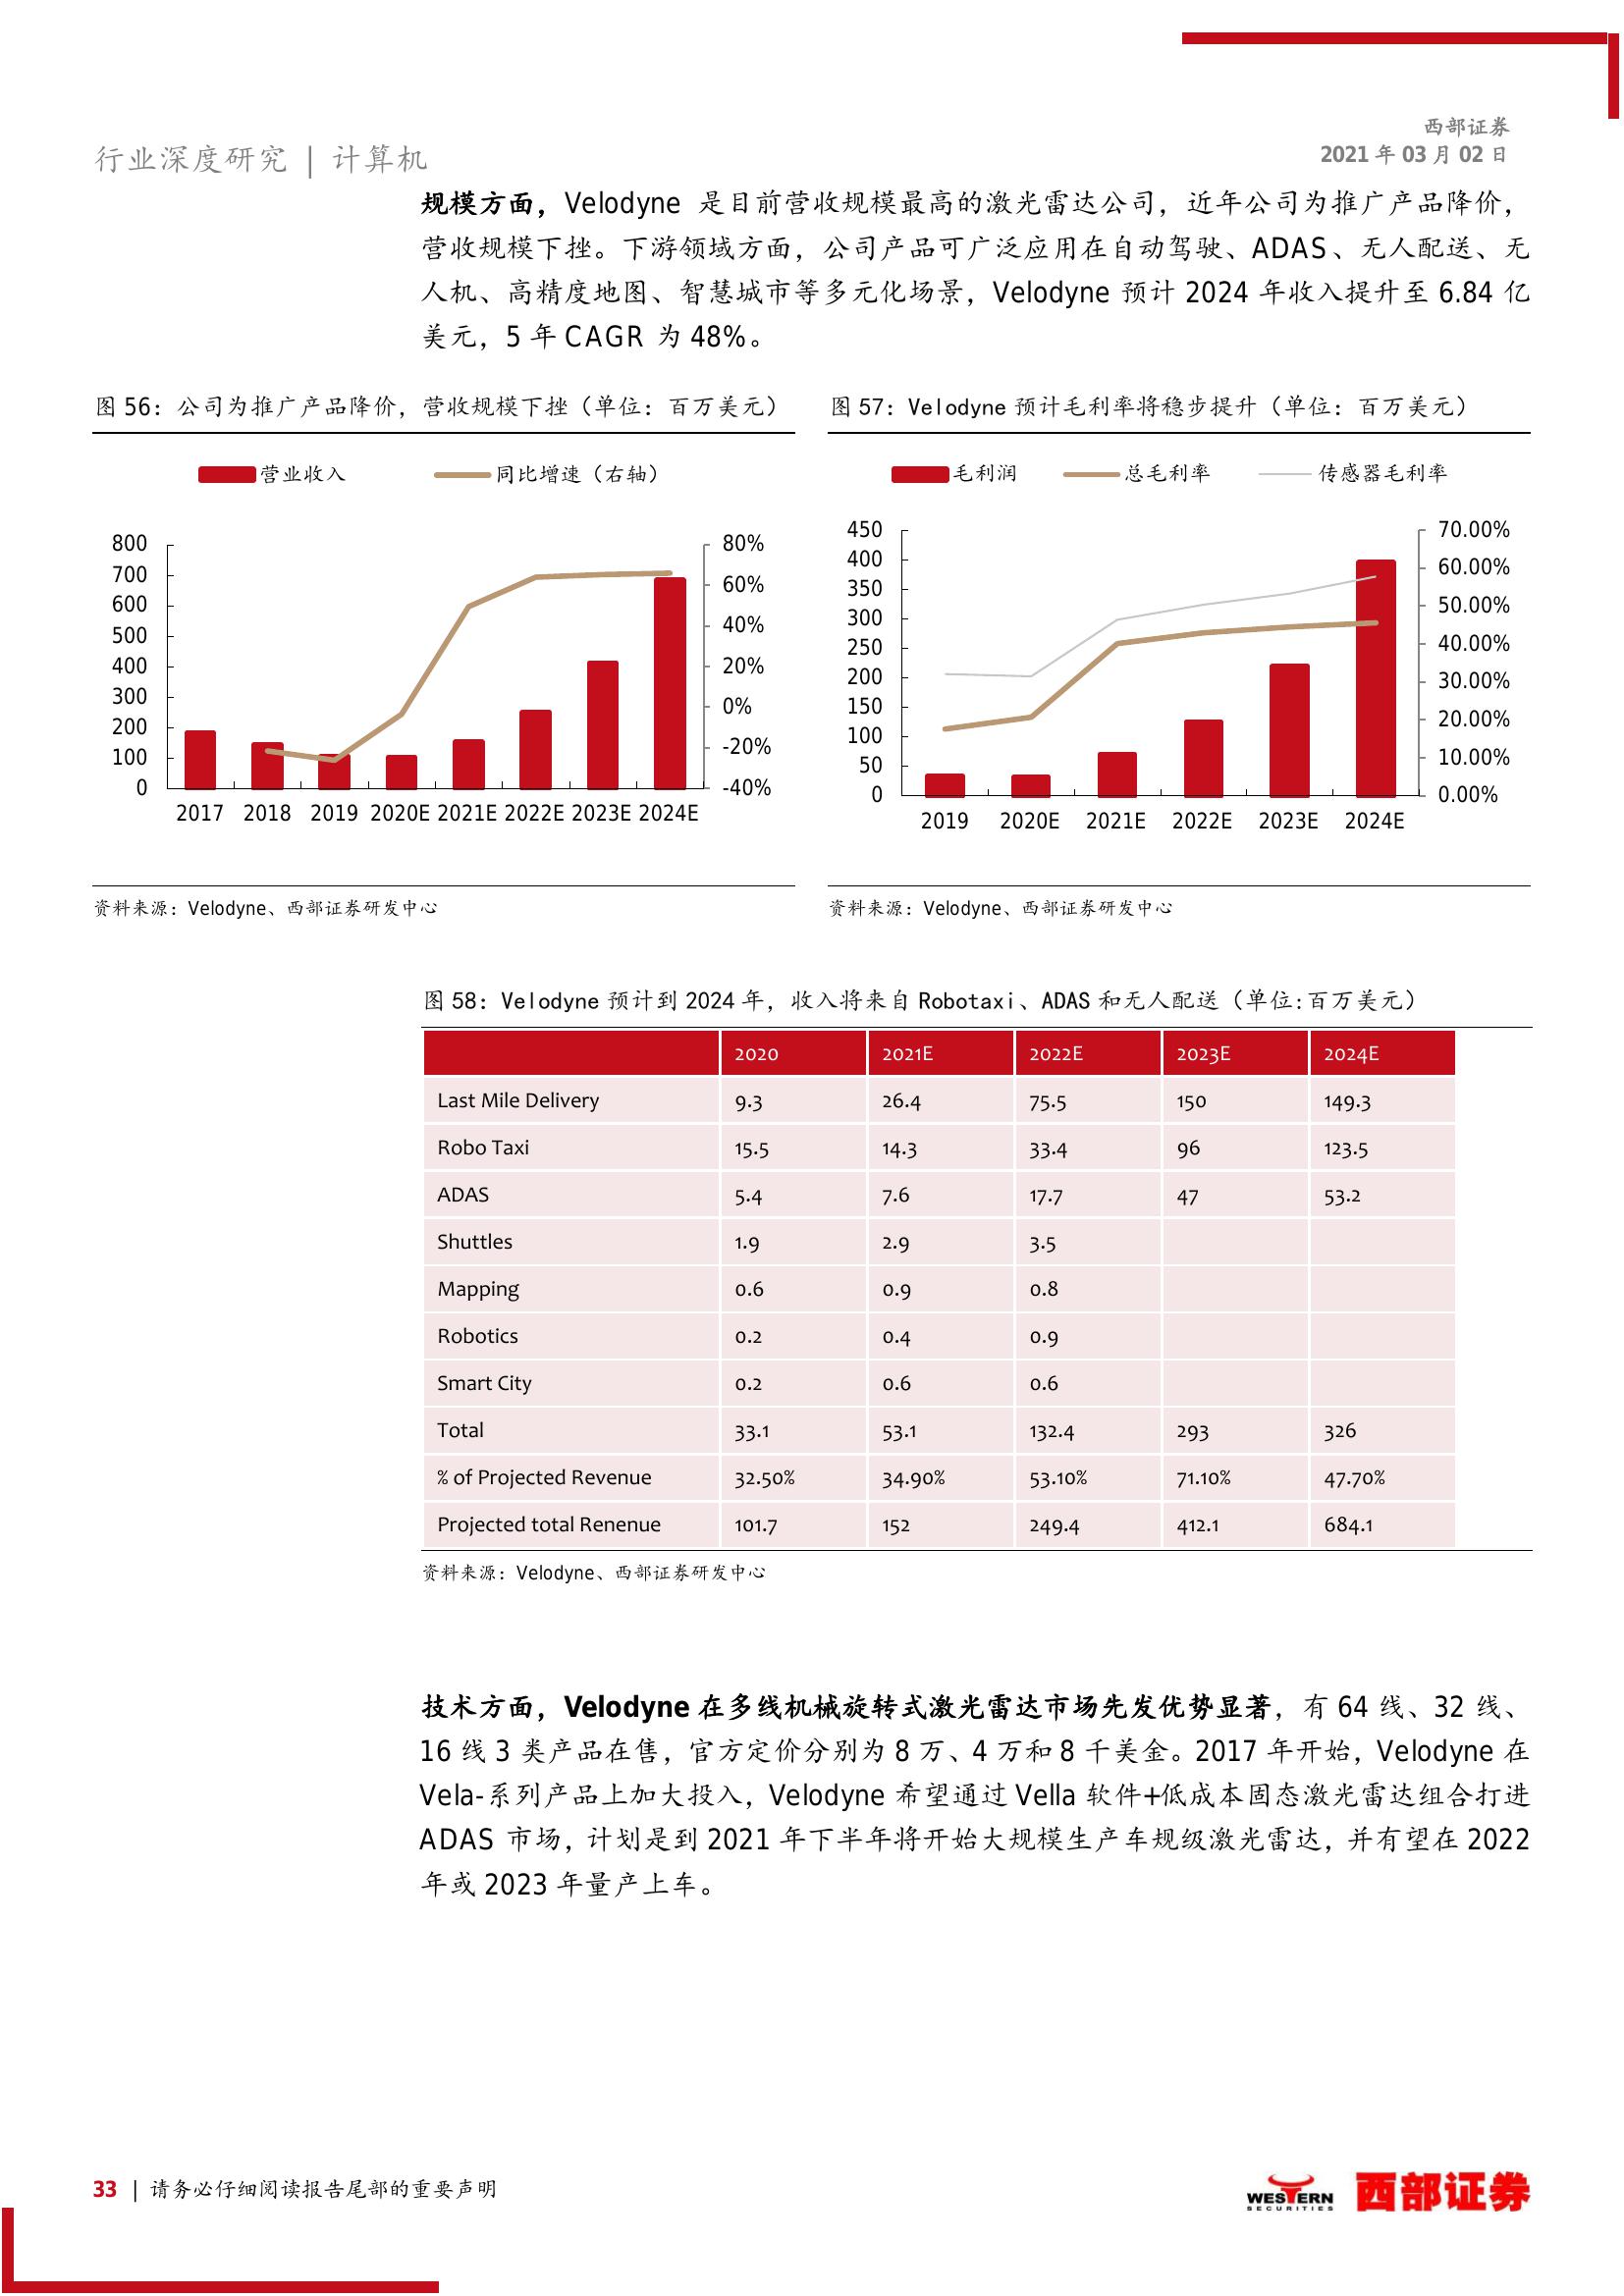 西部证券
2021 年 03 月 02 日
行业深度研究 | 计算机
规模方面，Velodyne 是目前营收规模最高的激光雷达公司，近年公司为推广产品降价，
营收规模下挫。下游领域方面，公司产品可广泛应用在自动驾驶、ADAS、无人配送、无
人机、高精度地图、智慧城市等多元化场景，Velodyne 预计 2024 年收入提升至 6.84 亿
美元，5 年 CAGR 为 48%。
图 56：公司为推广产品降价，营收规模下挫（单位：百万美元）
营业收入 同比增速（右轴）
800 80%
700 60%
600 40%
500 20%
400 0%
300 -20%
200 -40%
100
0
2017 2018 2019 2020E 2021E 2022E 2023E 2024E
资料来源：Velodyne、西部证券研发中心
图 57：Velodyne 预计毛利率将稳步提升（单位：百万美元）
毛利润 总毛利率 传感器毛利率
450 70.00%
400 60.00%
350 50.00%
300 40.00%
250 30.00%
200 20.00%
150 10.00%
100 0.00%
50
0
2019 2020E 2021E 2022E 2023E 2024E
资料来源：Velodyne、西部证券研发中心
图 58：Velodyne 预计到 2024 年，收入将来自 Robotaxi、ADAS 和无人配送（单位:百万美元）
2020 2021E 2022E 2023E 2024E
Last Mile Delivery 9.3 26.4 75.5 150 149.3
Robo Taxi 15.5 14.3 33.4 96 123.5
ADAS 5.4 7.6 17.7 47 53.2
Shuttles 1.9 2.9 3.5
Mapping 0.6 0.9 0.8
Robotics 0.2 0.4 0.9
Smart City 0.2 0.6 0.6
Total 33.1 53.1 132.4 293 326
% of Projected Revenue 32.50% 34.90% 53.10% 71.10% 47.70%
Projected total Renenue 101.7 152 249.4 412.1 684.1
资料来源：Velodyne、西部证券研发中心
技术方面，Velodyne 在多线机械旋转式激光雷达市场先发优势显著，有 64 线、32 线、
16 线 3 类产品在售，官方定价分别为 8 万、4 万和 8 千美金。2017 年开始，Velodyne 在
Vela-系列产品上加大投入，Velodyne 希望通过 Vella 软件+低成本固态激光雷达组合打进
ADAS 市场，计划是到 2021 年下半年将开始大规模生产车规级激光雷达，并有望在 2022
年或 2023 年量产上车。
33 | 请务必仔细阅读报告尾部的重要声明
WESTERN
SECURITIES
西部证券